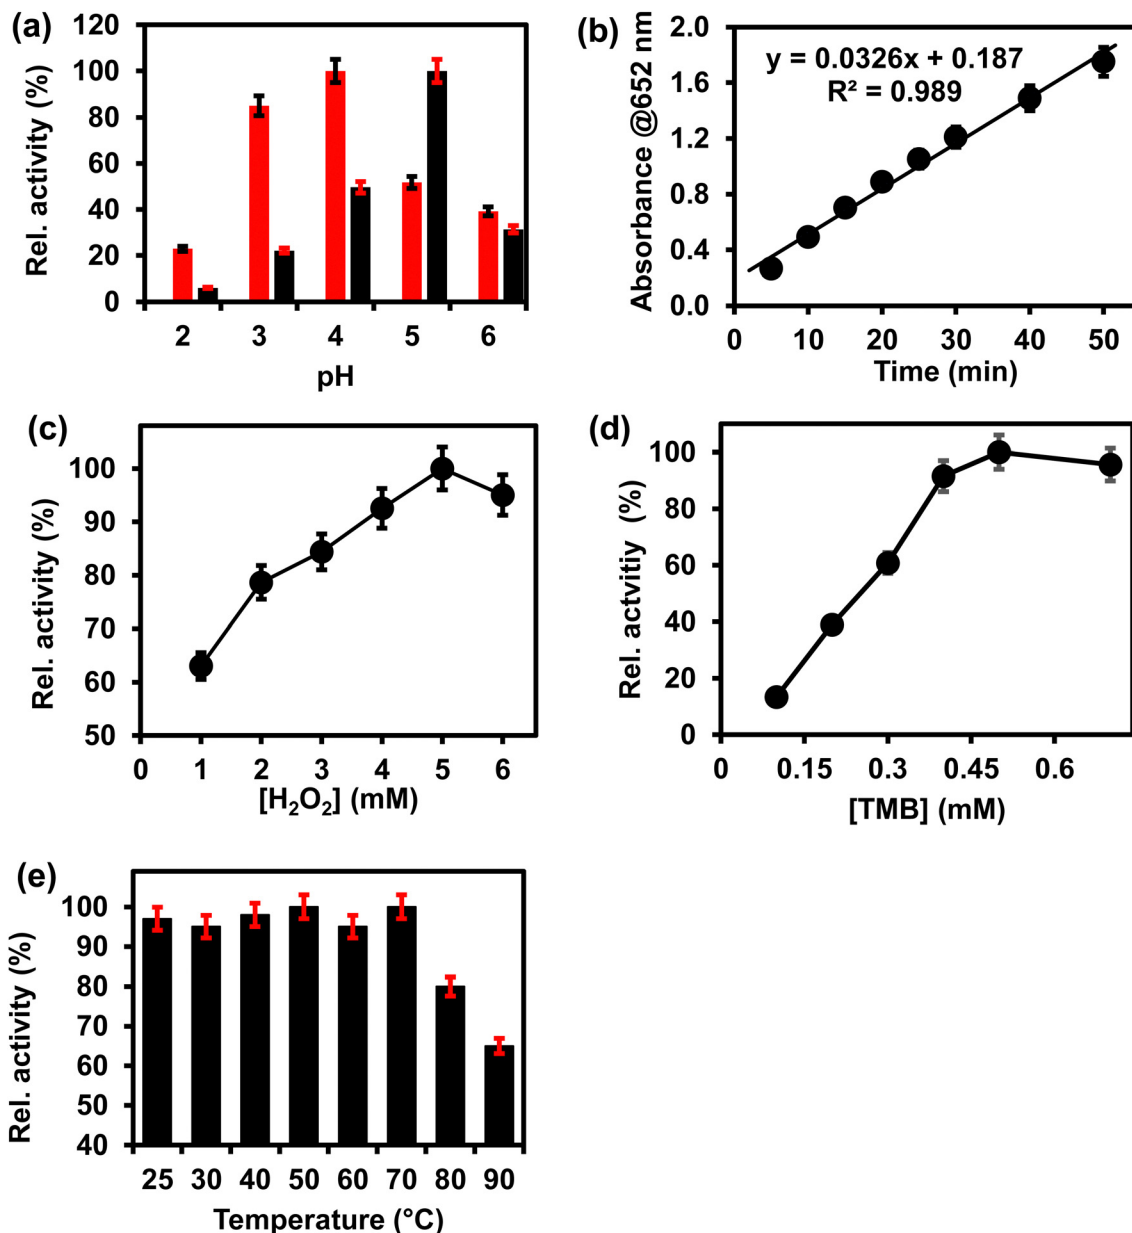 (a)
Rel. activity (%)
120
100
80
60
40
20
0
2 3 4 5 6
pH
(b)
Absorbance @652 nm
y = 0.0326x + 0.187
R² = 0.989
2.0
1.6
1.2
0.8
0.4
0.0
0 10 20 30 40 50
Time (min)
(c)
Rel. activity (%)
100
90
80
70
60
50
0 1 2 3 4 5 6
[H₂O₂] (mM)
(d)
Rel. actvitiy (%)
100
80
60
40
20
0
0 0.15 0.3 0.45 0.6
[TMB] (mM)
(e)
Rel. activity (%)
100
90
80
70
60
50
40
25 30 40 50 60 70 80 90
Temperature (°C)